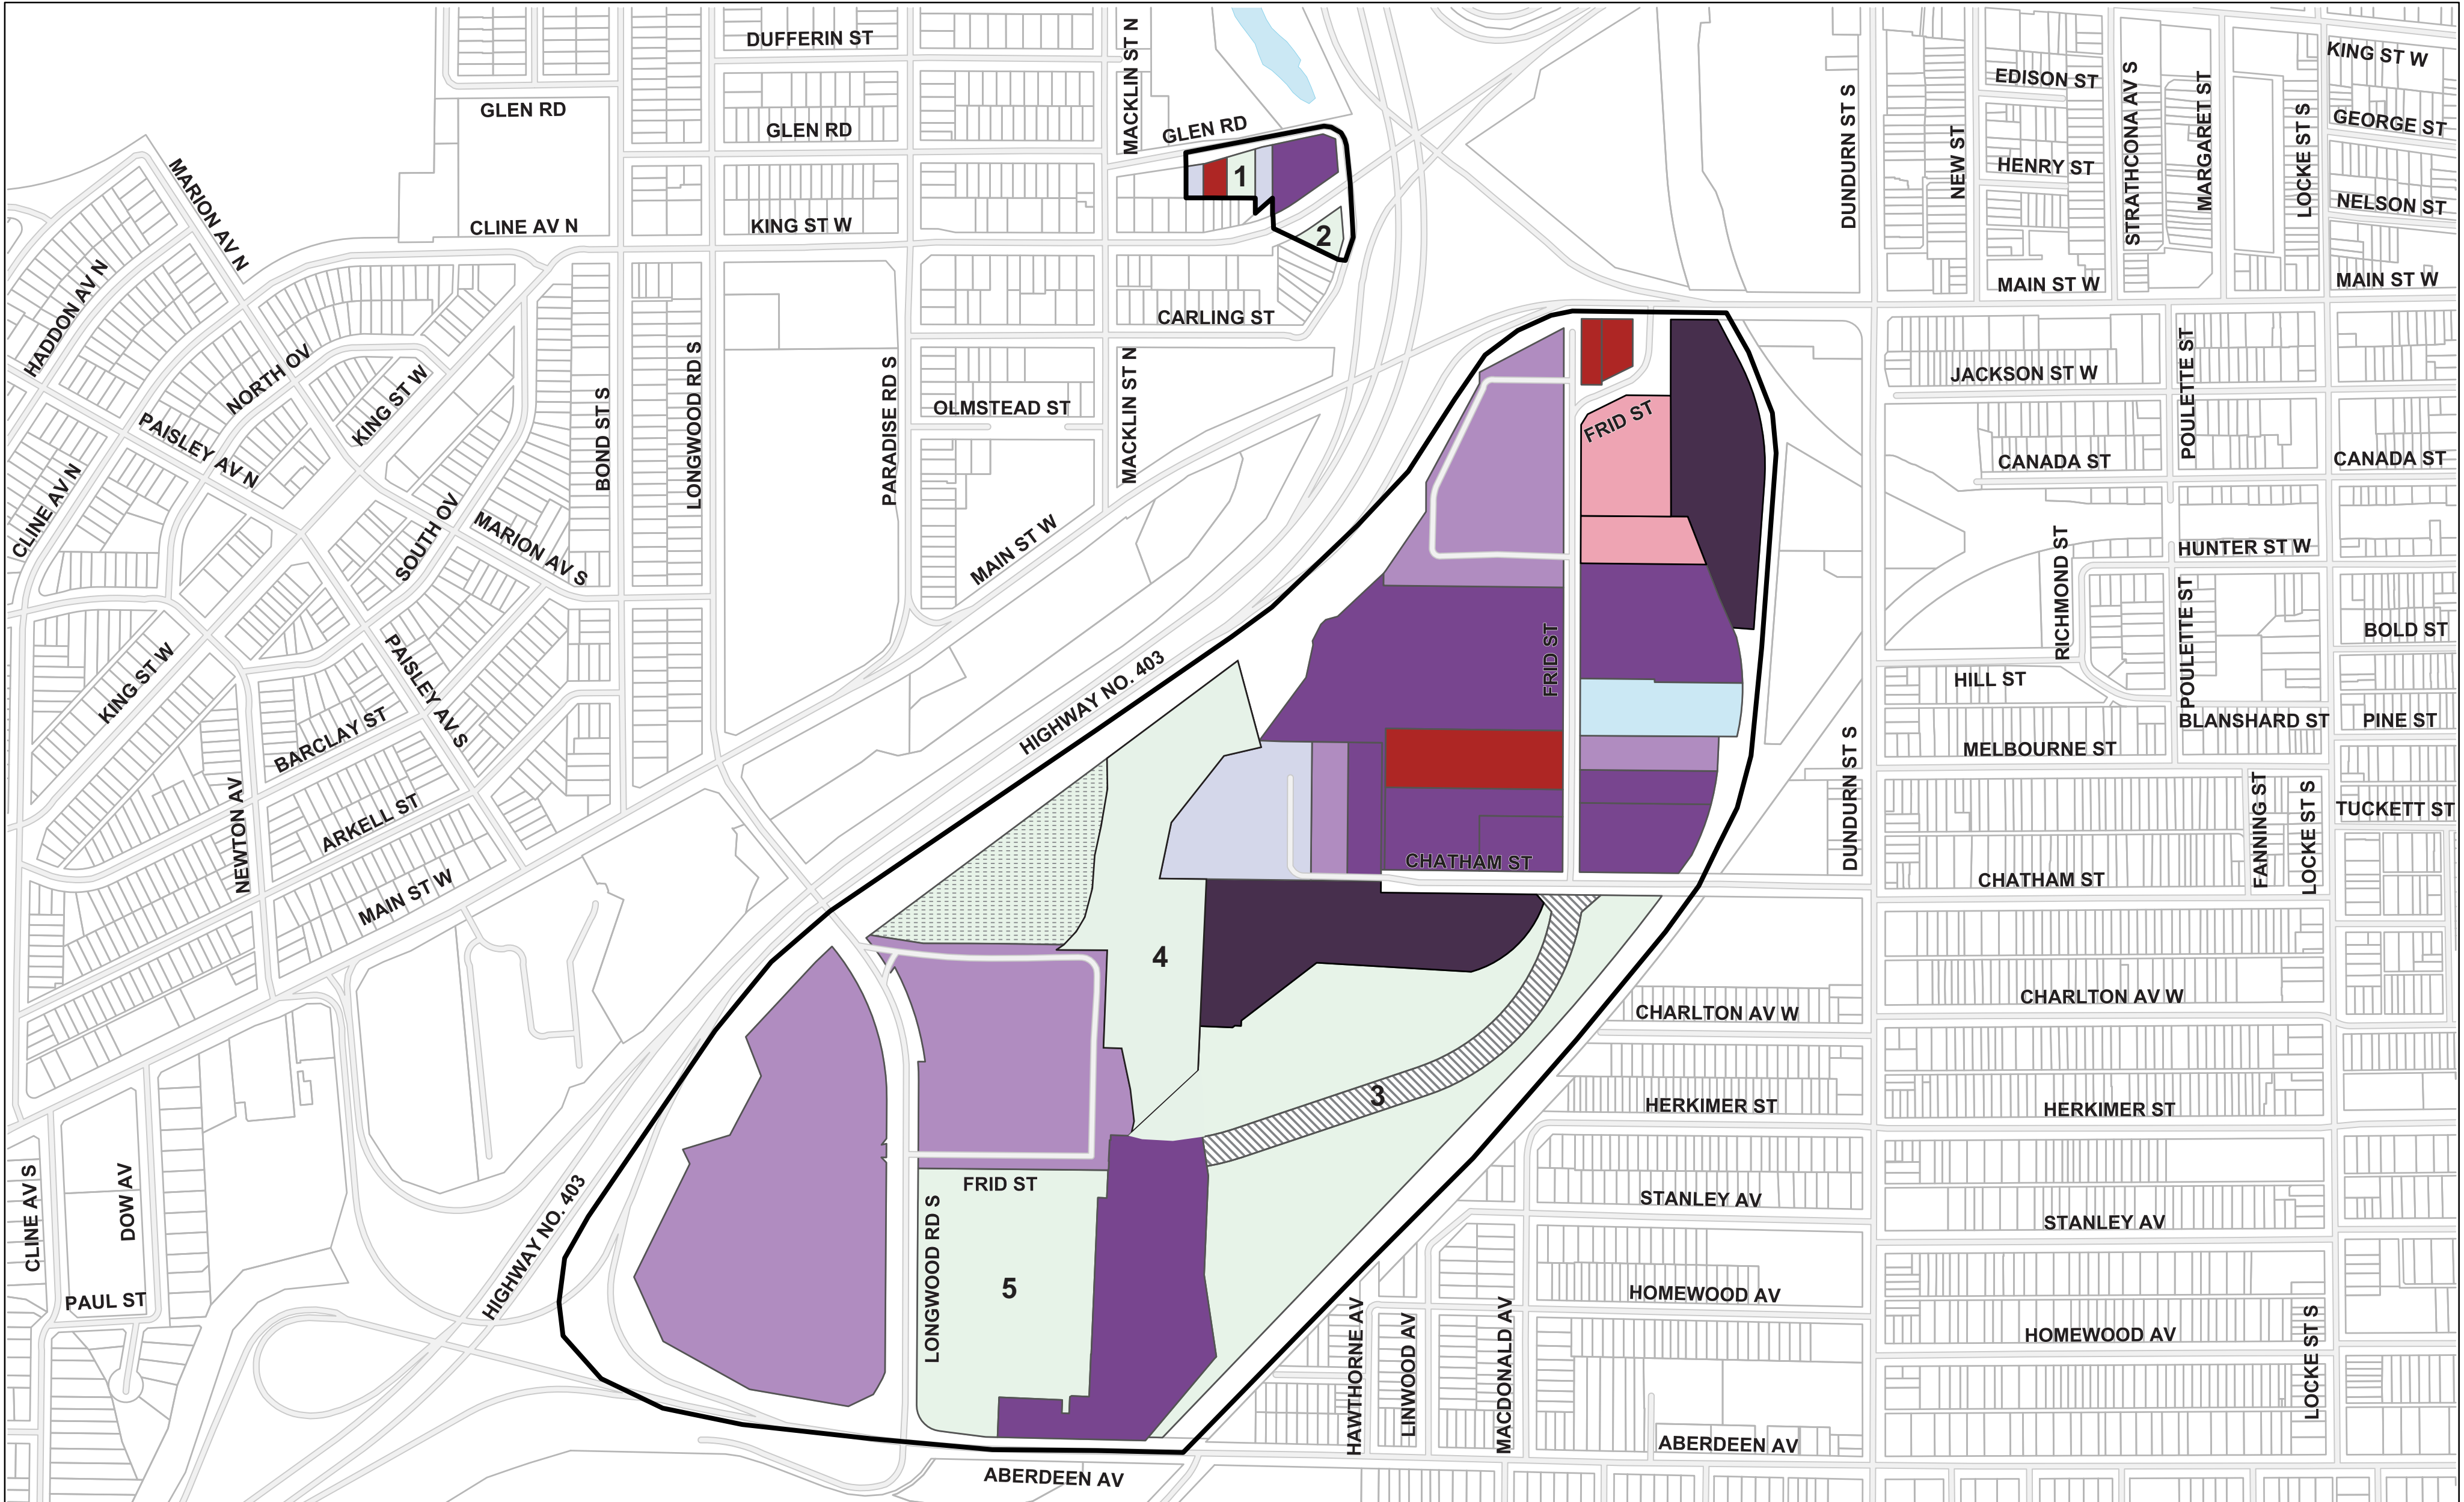 DUFFERIN ST
MACKLIN ST N
KING ST W
EDISON ST
STRATHCONA AV S
MARGARET ST
DUNDURN ST S
GLEN RD
GLEN RD
GLEN RD
LOCKE ST S
GEORGE ST
NEW ST
HENRY ST
MARION AV N
1
NELSON ST
CLINE AV N
KING ST W
2
MAIN ST W
MAIN ST W
HADDON AV N
CARLING ST
NORTH OV
KING ST W
BOND ST S
LONGWOOD RD S
PARADISE RD S
MACKLIN ST N
JACKSON ST W
POULETTE ST
OLMSTEAD ST
FRID ST
PAISLEY AV N
CANADA ST
CANADA ST
CLINE AV N
SOUTH OV
MARION AV S
MAIN ST W
RICHMOND ST
HUNTER ST W
POULETTE ST
BOLD ST
KING ST W
PAISLEY AV S
HIGHWAY NO. 403
FRID ST
HILL ST
BARCLAY ST
BLANSHARD ST
PINE ST
MELBOURNE ST
DUNDURN ST S
NEWTON AV
ARKELL ST
FANNING ST
LOCKE ST S
TUCKETT ST
CHATHAM ST
MAIN ST W
CHATHAM ST
4
CHARLTON AV W
CHARLTON AV W
3
HERKIMER ST
HERKIMER ST
CLINE AV S
DOW AV
HIGHWAY NO. 403
FRID ST
STANLEY AV
STANLEY AV
LONGWOOD RD S
5
PAUL ST
HOMEWOOD AV
HAWTHORNE AV
LINWOOD AV
MACDONALD AV
HOMEWOOD AV
LOCKE ST S
ABERDEEN AV
ABERDEEN AV